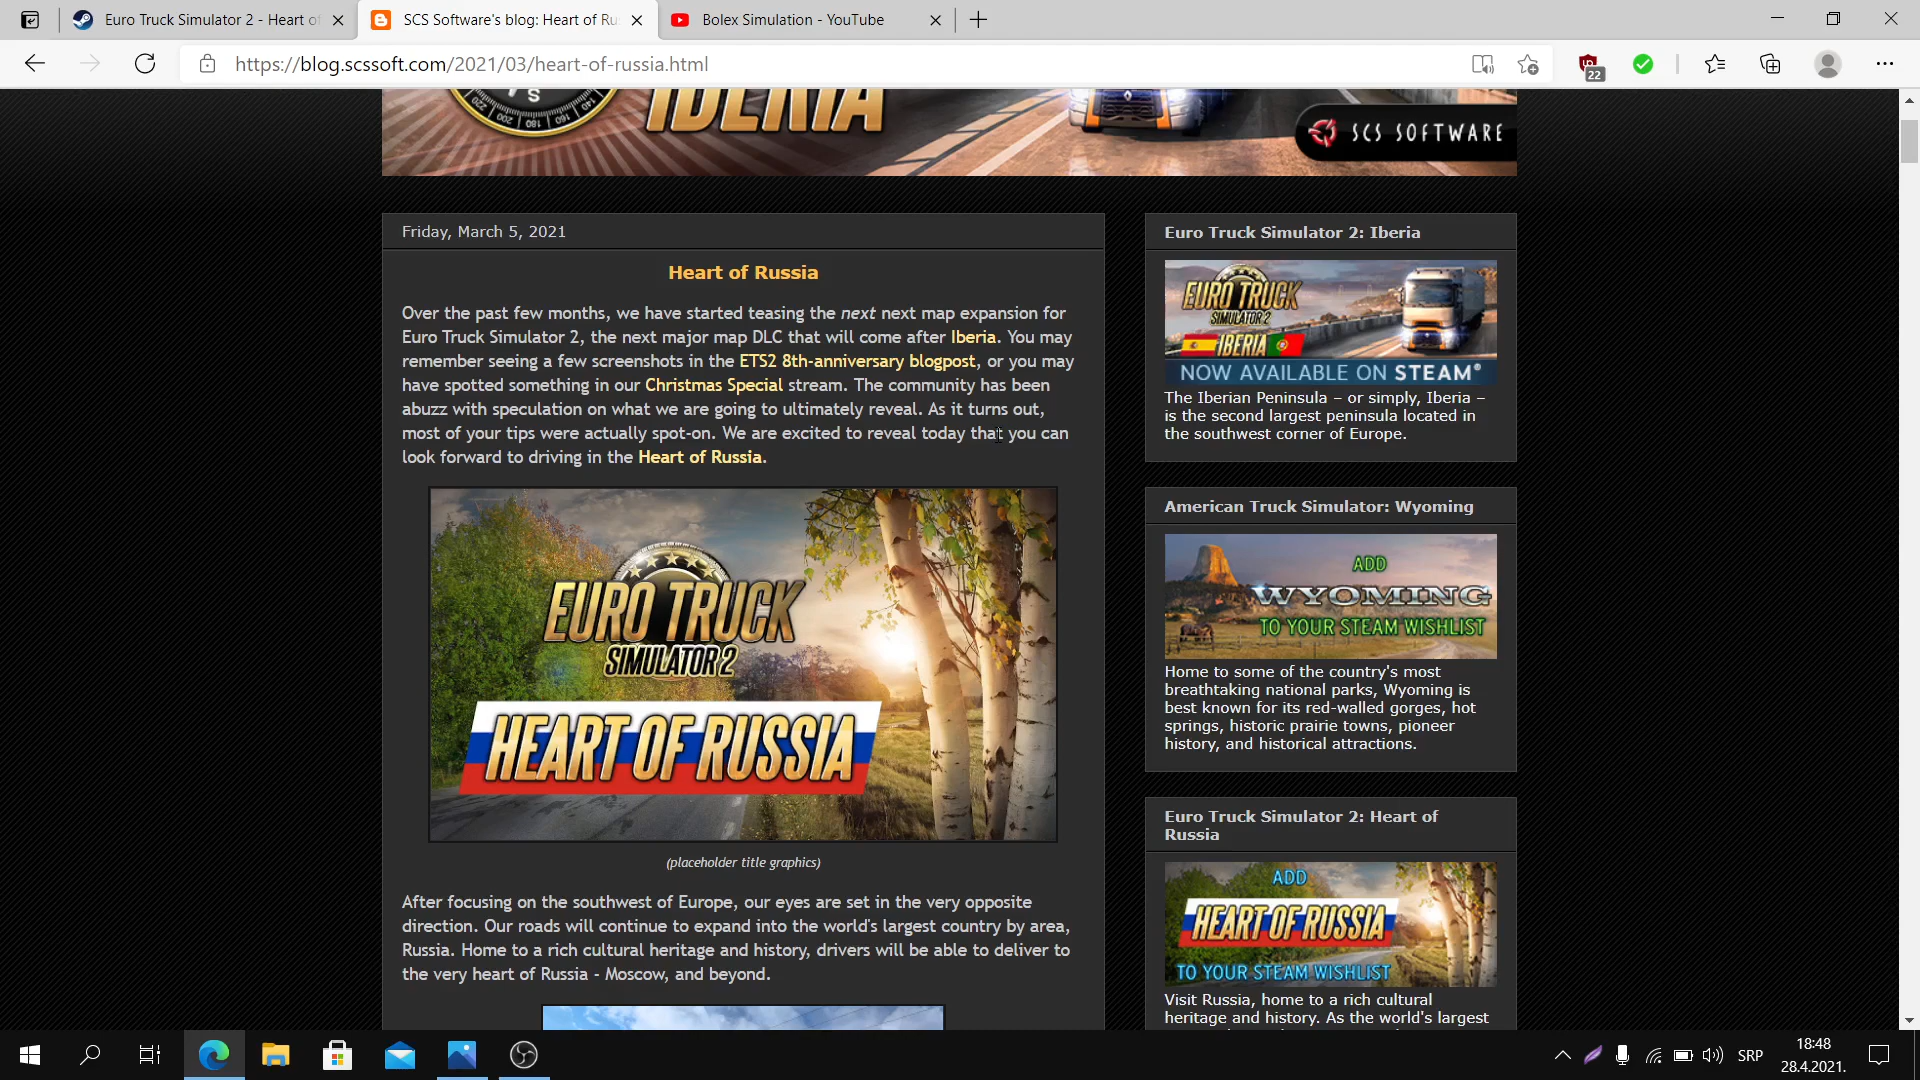 Euro Truck Simulator 2 - Heart of
SCS Software's blog: Heart of Ru
Bolex Simulation - YouTube
https://blog.scssoft.com/2021/03/heart-of-russia.html
22
IBERIA
SCS SOFTWARE
Friday, March 5, 2021
Heart of Russia
Over the past few months, we have started teasing the next next map expansion for
Euro Truck Simulator 2, the next major map DLC that will come after Iberia. You may
remember seeing a few screenshots in the ETS2 8th-anniversary blogpost, or you may
have spotted something in our Christmas Special stream. The community has been
abuzz with speculation on what we are going to ultimately reveal. As it turns out,
most of your tips were actually spot-on. We are excited to reveal today that you can
look forward to driving in the Heart of Russia.
EURO TRUCK
SIMULATOR 2
HEART OF RUSSIA
(placeholder title graphics)
After focusing on the southwest of Europe, our eyes are set in the very opposite
direction. Our roads will continue to expand into the world's largest country by area,
Russia. Home to a rich cultural heritage and history, drivers will be able to deliver to
the very heart of Russia - Moscow, and beyond.
Euro Truck Simulator 2: Iberia
EURO TRUCK
SIMULATOR 2
IBERIA
NOW AVAILABLE ON STEAM®
The Iberian Peninsula – or simply, Iberia –
is the second largest peninsula located in
the southwest corner of Europe.
American Truck Simulator: Wyoming
ADD
WYOMING
TO YOUR STEAM WISHLIST
Home to some of the country's most
breathtaking national parks, Wyoming is
best known for its red-walled gorges, hot
springs, historic prairie towns, pioneer
history, and historical attractions.
Euro Truck Simulator 2: Heart of
Russia
ADD
HEART OF RUSSIA
TO YOUR STEAM WISHLIST
Visit Russia, home to a rich cultural
heritage and history. As the world's largest
SRP
18:48
28.4.2021.